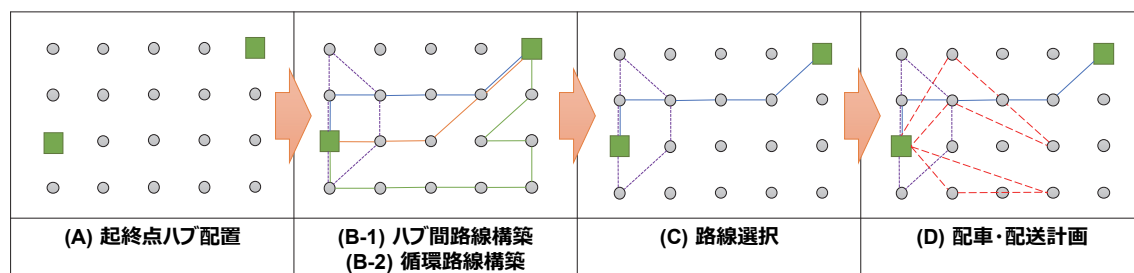 (A) 起終点ハブ配置
(B-1) ハブ間路線構築
(B-2) 循環路線構築
(C) 路線選択
(D) 配車・配送計画